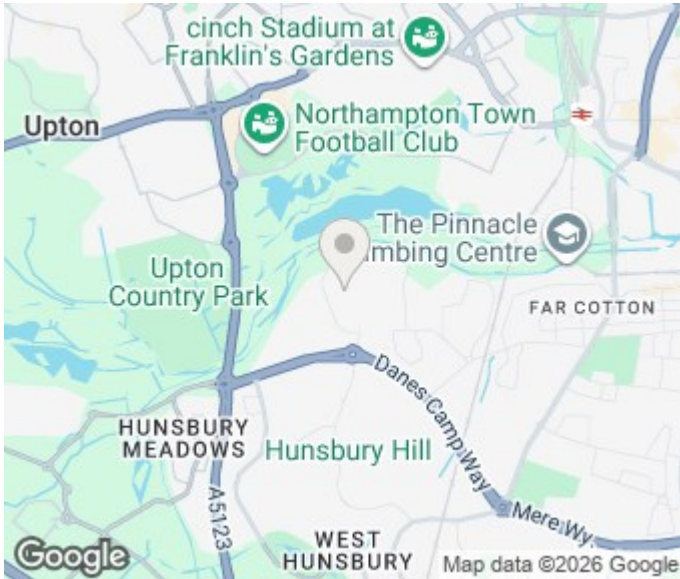 cinch Stadium at
Franklin's Gardens
Upton
Northampton Town
Football Club
The Pinnacle
mbing Centre
Upton
Country Park
FAR COTTON
Danes Camp Way
HUNSBURY
MEADOWS
Hunsbury Hill
A5123
Mere Wy.
WEST
HUNSBURY
Google
Map data ©2026 Google